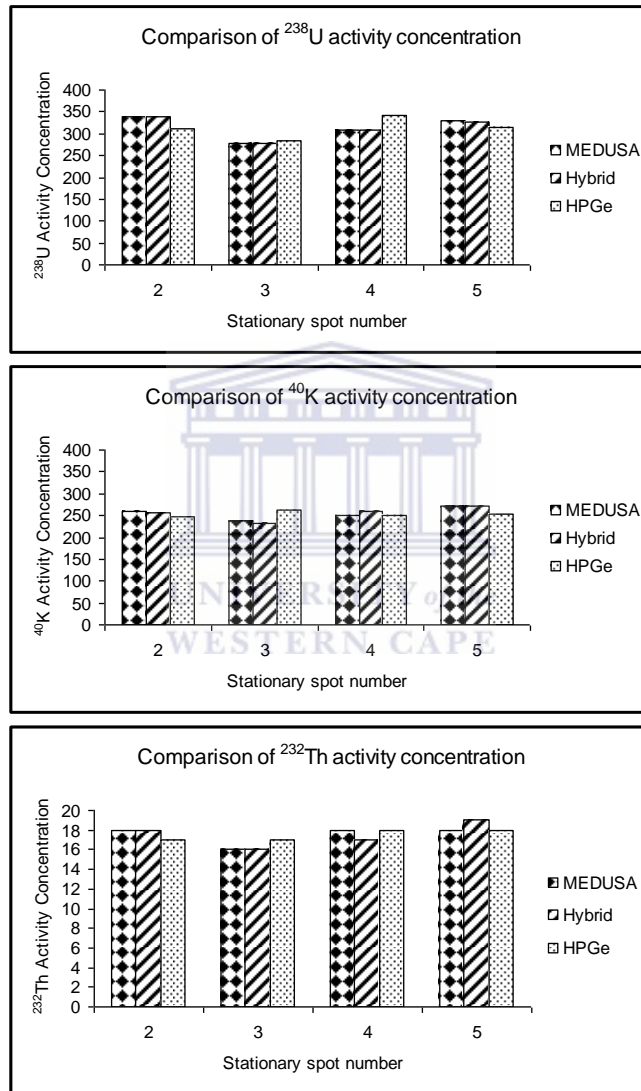 Comparison of ²³⁸U activity concentration
400
350
300
250
200
150
100
50
0
²³⁸U Activity Concentration
2 3 4 5
Stationary spot number
MEDUSA
Hybrid
HPGe
Comparison of ⁴⁰K activity concentration
400
350
300
250
200
150
100
50
0
⁴⁰K Activity Concentration
2 3 4 5
Stationary spot number
MEDUSA
Hybrid
HPGe
UNIVERSITY of the
WESTERN CAPE
Comparison of ²³²Th activity concentration
20
18
16
14
12
10
8
6
4
2
0
²³²Th Activity Concentration
2 3 4 5
Stationary spot number
MEDUSA
Hybrid
HPGe